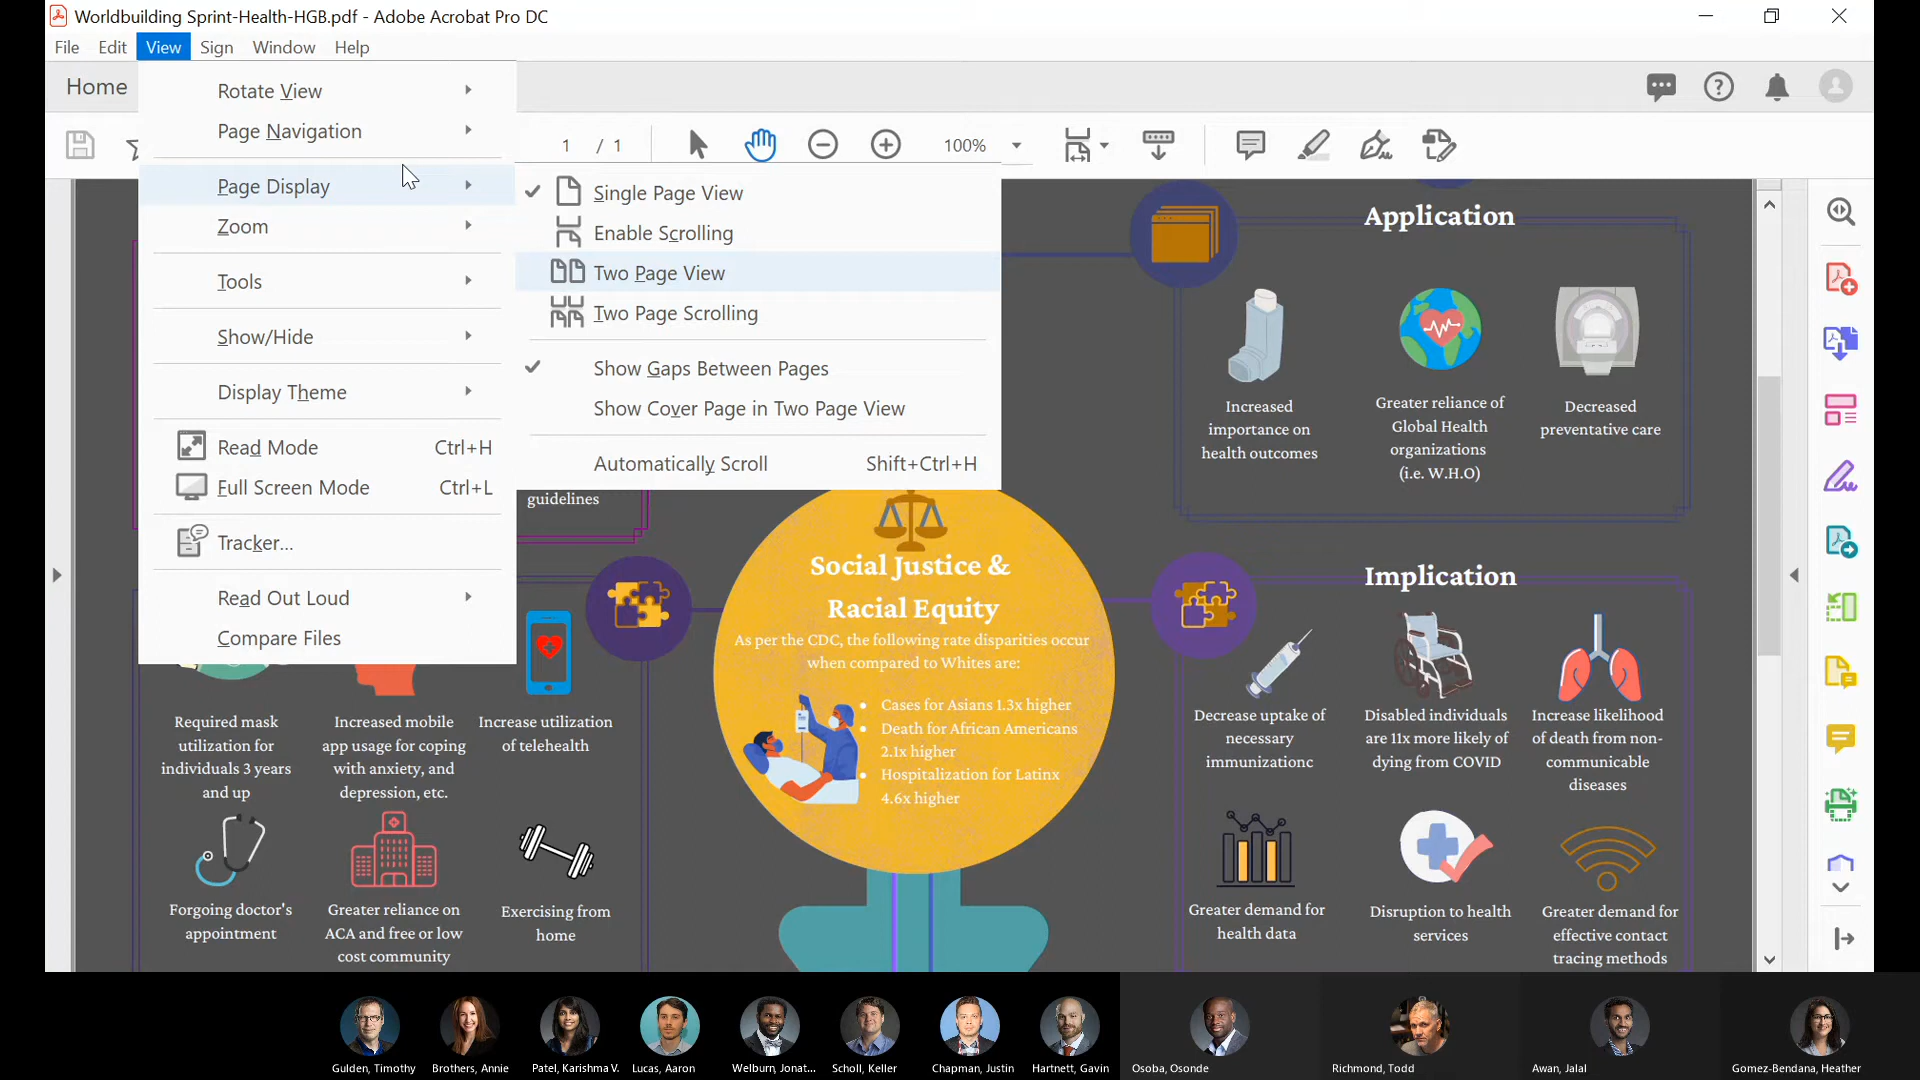 Worldbuilding Sprint-Health-HGB.pdf - Adobe Acrobat Pro DC
File Edit View Sign Window Help
Home
1 / 1
100%
Rotate View
Page Navigation
Page Display
Zoom
Tools
Show/Hide
Display Theme
Read Mode Ctrl+H
Full Screen Mode Ctrl+L
Tracker...
Read Out Loud
Compare Files
Single Page View
Enable Scrolling
Two Page View
Two Page Scrolling
Show Gaps Between Pages
Show Cover Page in Two Page View
Automatically Scroll Shift+Ctrl+H
guidelines
Application
Increased
importance on
health outcomes
Greater reliance of
Global Health
organizations
(i.e. W.H.O)
Decreased
preventative care
Social Justice &
Racial Equity
As per the CDC, the following rate disparities occur
when compared to Whites are:
Cases for Asians 1.3x higher
Death for African Americans
2.1x higher
Hospitalization for Latinx
4.6x higher
Implication
Decrease uptake of
necessary
immunizationc
Disabled individuals
are 11x more likely of
dying from COVID
Increase likelihood
of death from non-
communicable
diseases
Greater demand for
health data
Disruption to health
services
Greater demand for
effective contact
tracing methods
Required mask
utilization for
individuals 3 years
and up
Increased mobile
app usage for coping
with anxiety, and
depression, etc.
Increase utilization
of telehealth
Forgoing doctor's
appointment
Greater reliance on
ACA and free or low
cost community
Exercising from
home
Gulden, Timothy
Brothers, Annie
Patel, Karishma V.
Lucas, Aaron
Welburn, Jonat...
Scholl, Keller
Chapman, Justin
Hartnett, Gavin
Osoba, Osonde
Richmond, Todd
Awan, Jalal
Gomez-Bendana, Heather